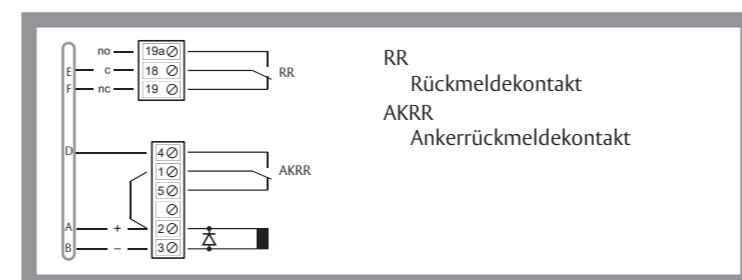 no 19a
E c 18 RR
F nc 19
D 4
1 AKRR
5
A + 2
B – 3
RR
Rückmeldekontakt
AKRR
Ankerrückmeldekontakt